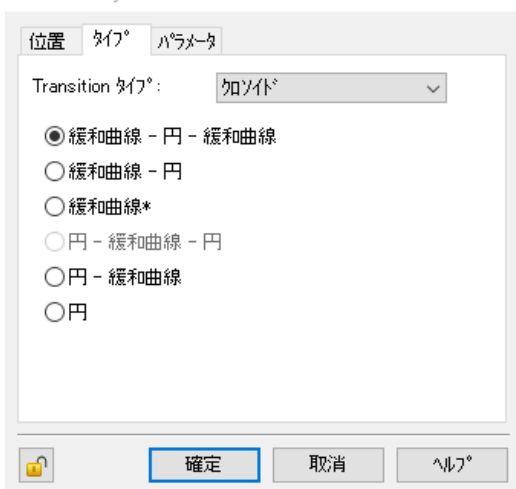 位置 ﾀｲﾌﾟ ﾊﾟﾗﾒｰﾀ
Transition ﾀｲﾌﾟ: ｸﾛｿｲﾄﾞ
緩和曲線 - 円 - 緩和曲線
緩和曲線 - 円
緩和曲線*
円 - 緩和曲線 - 円
円 - 緩和曲線
円
確定 取消 ﾍﾙﾌﾟ